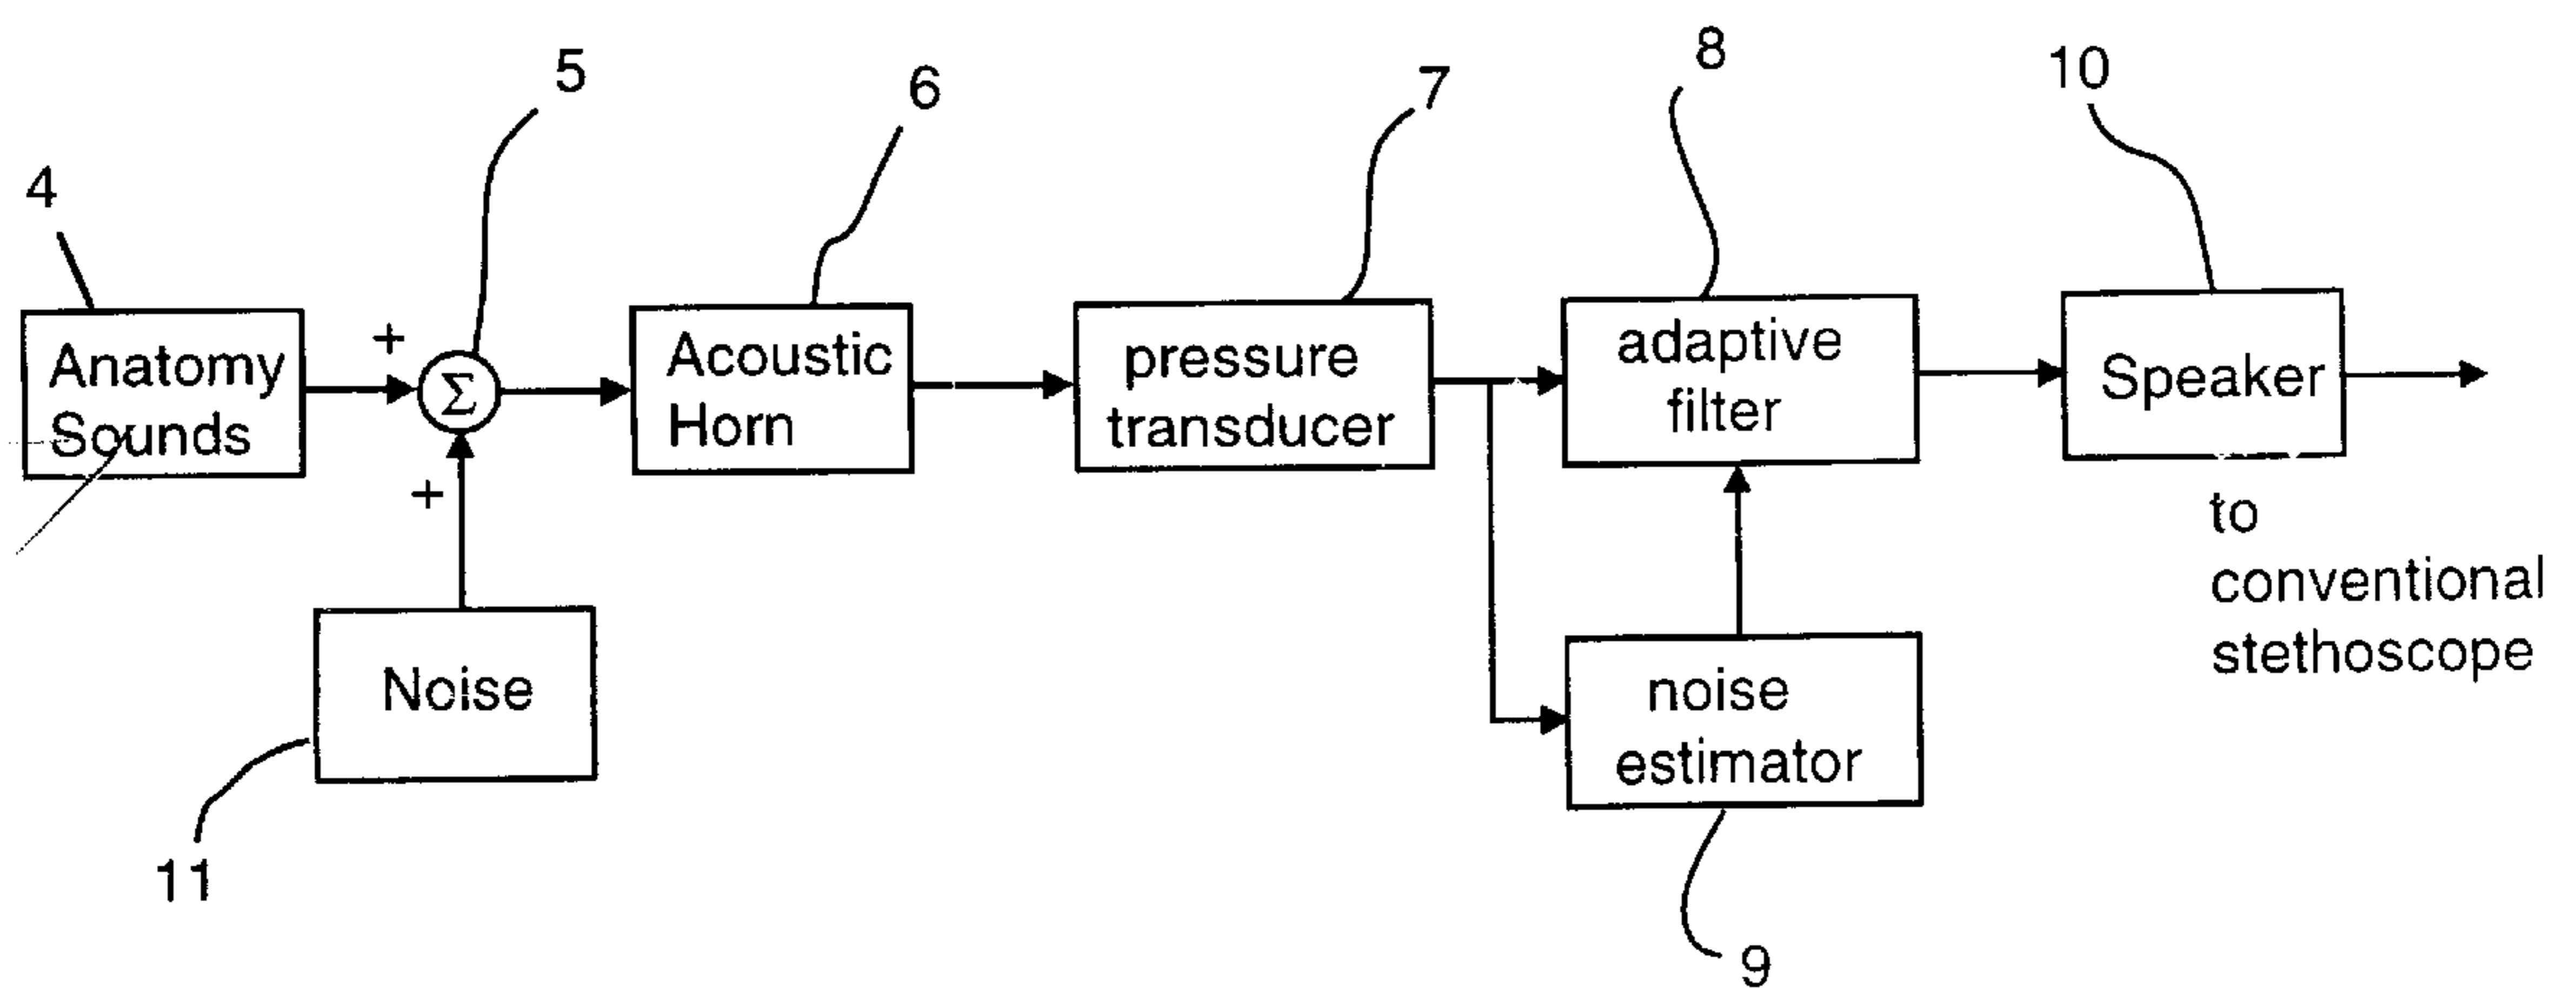 4
5
6
7
8
10
Anatomy
Sounds
+
Σ
+
Acoustic
Horn
pressure
transducer
adaptive
filter
Speaker
to
conventional
stethoscope
Noise
noise
estimator
11
9